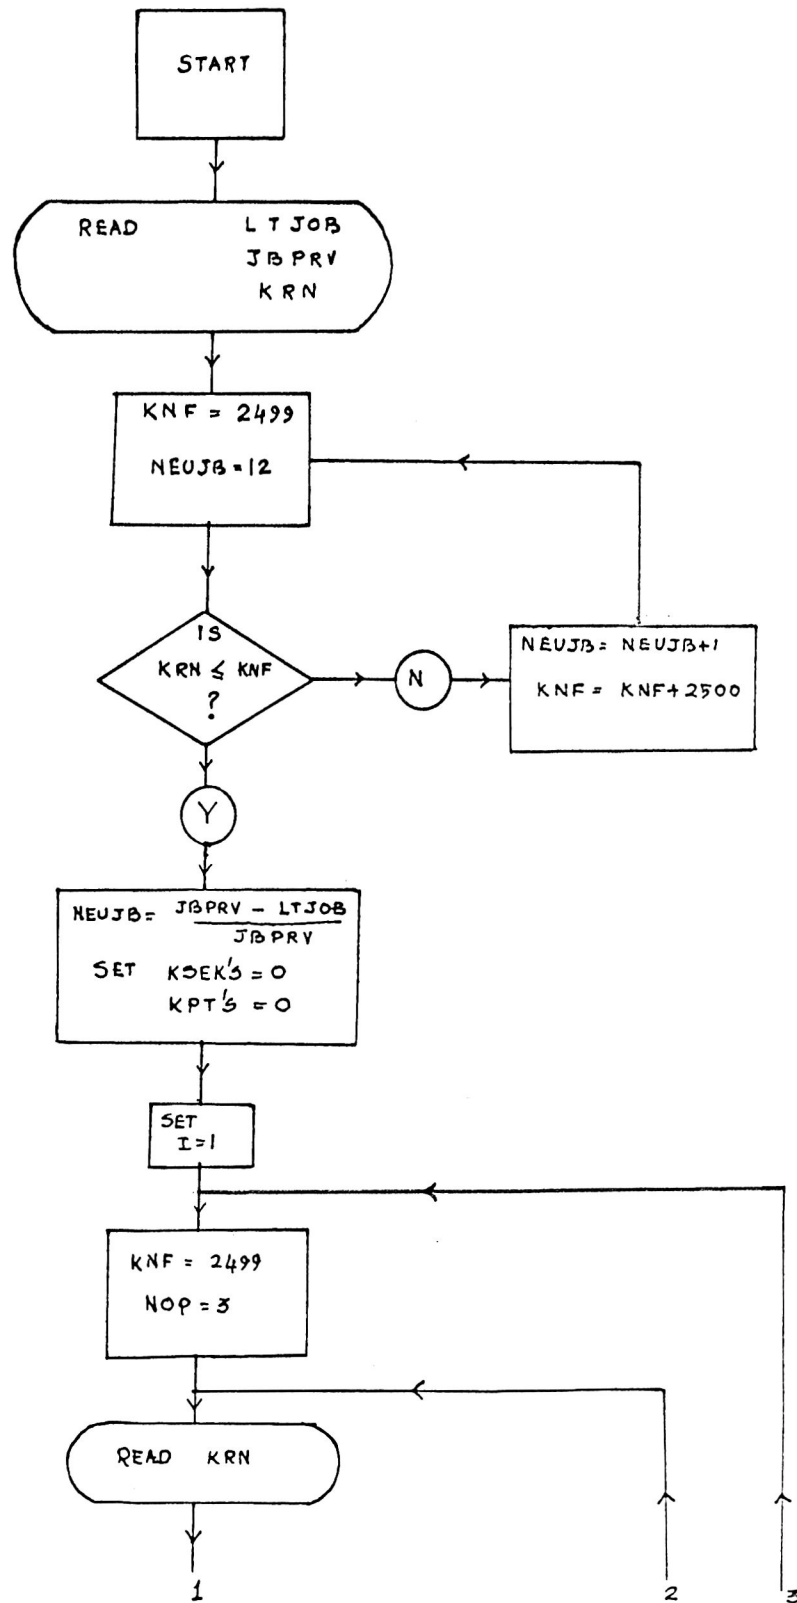 START
READ LTJOB
JBPRV
KRN
KNF = 2499
NEUJB = 12
IS
KRN ≤ KNF
?
N
NEUJB = NEUJB+1
KNF = KNF+2500
Y
NEUJB = JBPRV - LTJOB
JBPRV
SET KSEK'S = 0
KPT'S = 0
SET
I=1
KNF = 2499
NOP = 3
READ KRN
1 2 3